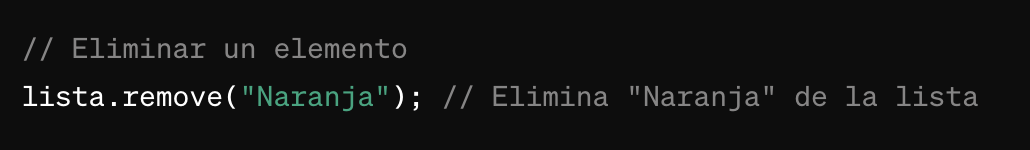 // Eliminar un elemento
lista.remove("Naranja"); // Elimina "Naranja" de la lista